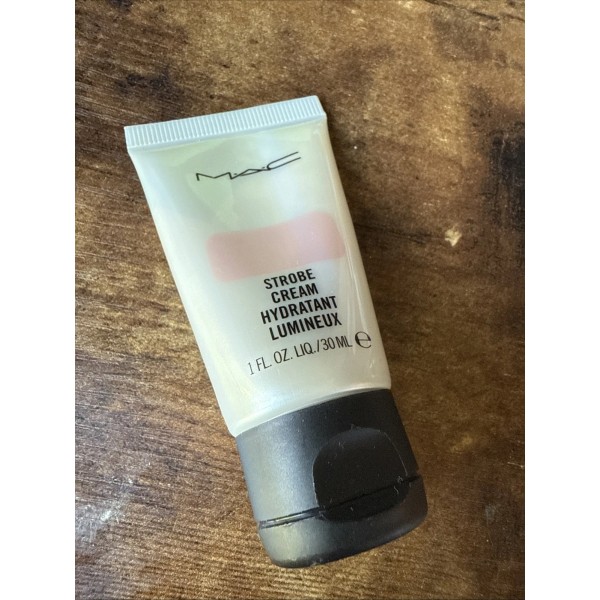 M·A·C
STROBE
CREAM
HYDRATANT
LUMINEUX
1 FL. OZ. LIQ./30 ML ℮